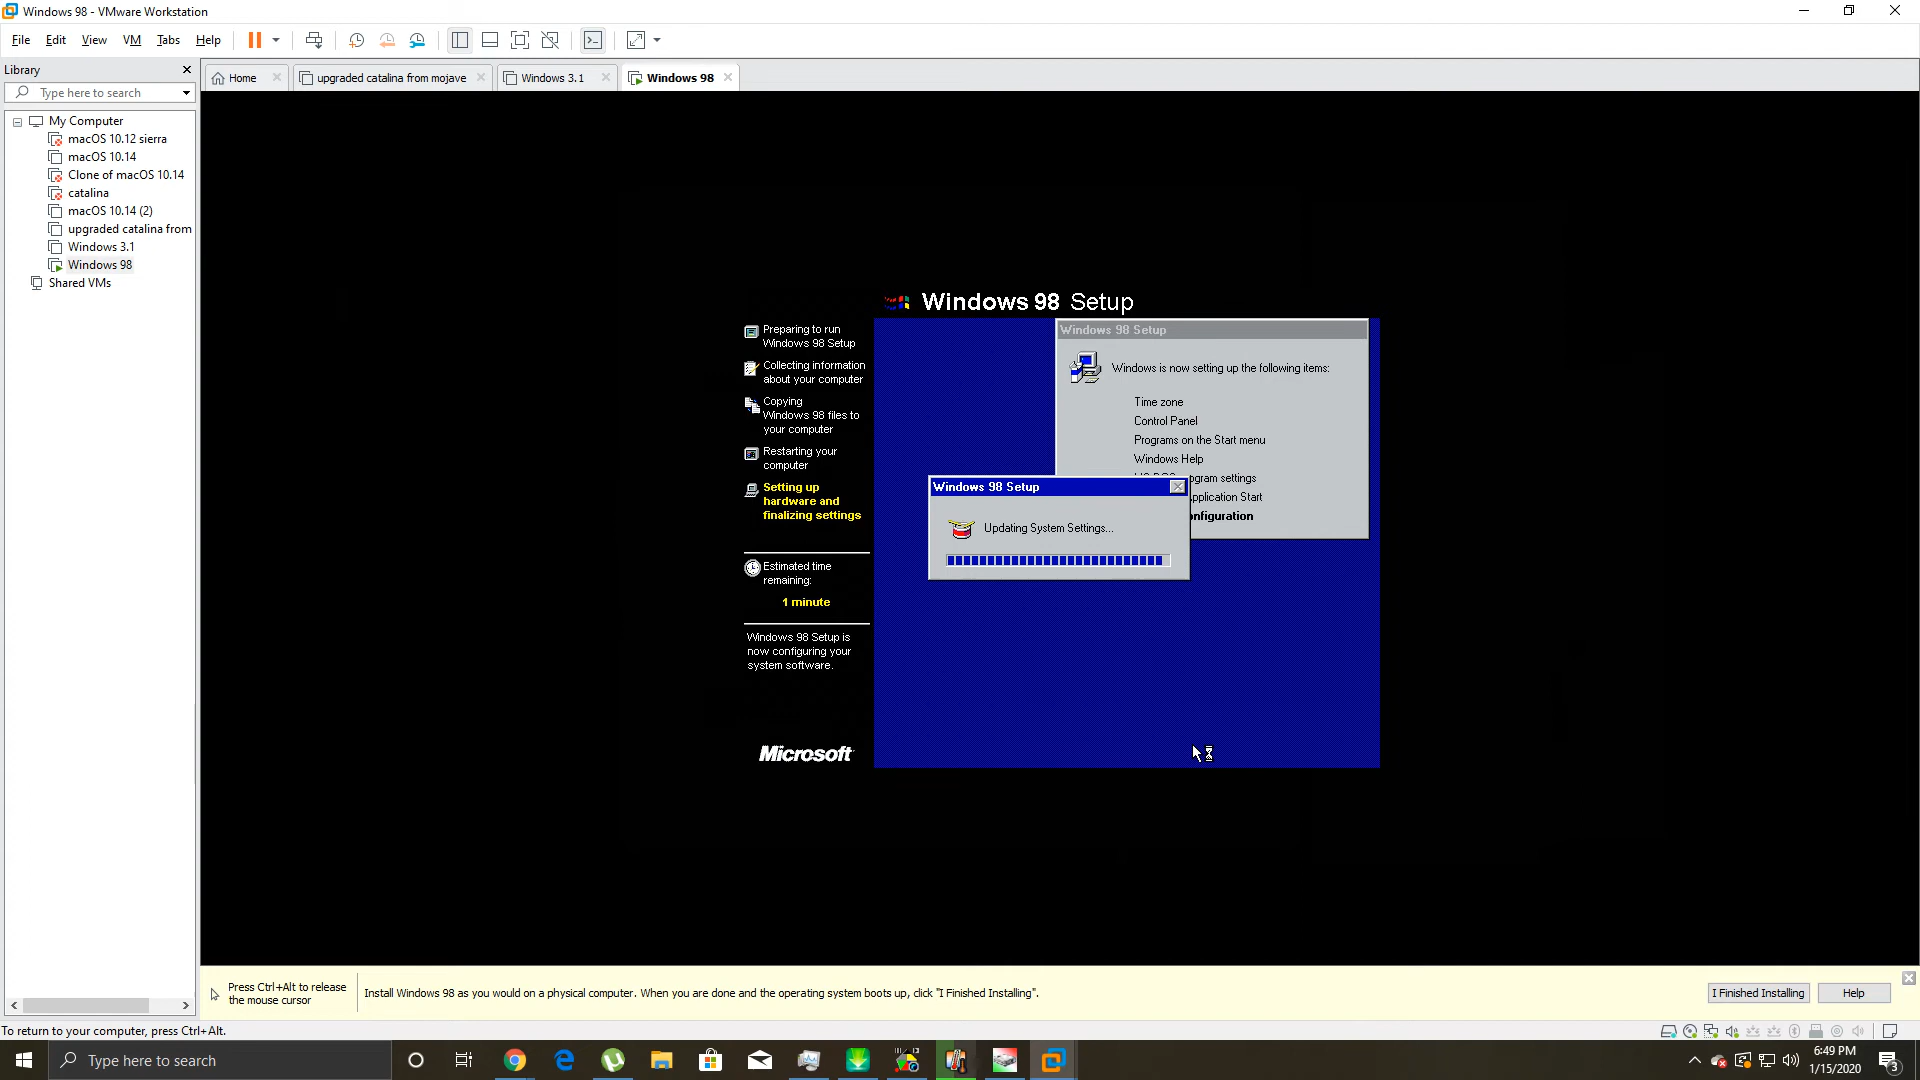 Windows 98 - VMware Workstation
File Edit View VM Tabs Help
Library
Type here to search
Home
upgraded catalina from mojave
Windows 3.1
Windows 98
My Computer
macOS 10.12 sierra
macOS 10.14
Clone of macOS 10.14
catalina
macOS 10.14 (2)
upgraded catalina from
Windows 3.1
Windows 98
Shared VMs
Windows 98 Setup
Preparing to run
Windows 98 Setup
Collecting information
about your computer
Copying
Windows 98 files to
your computer
Restarting your
computer
Setting up
hardware and
finalizing settings
Estimated time
remaining:
1 minute
Windows 98 Setup is
now configuring your
system software.
Microsoft
Windows 98 Setup
Windows is now setting up the following items:
Time zone
Control Panel
Programs on the Start menu
Windows Help
ogram settings
pplication Start
nfiguration
Windows 98 Setup
Updating System Settings...
Press Ctrl+Alt to release
the mouse cursor
Install Windows 98 as you would on a physical computer. When you are done and the operating system boots up, click "I Finished Installing".
I Finished Installing
Help
To return to your computer, press Ctrl+Alt.
Type here to search
6:49 PM
1/15/2020
3